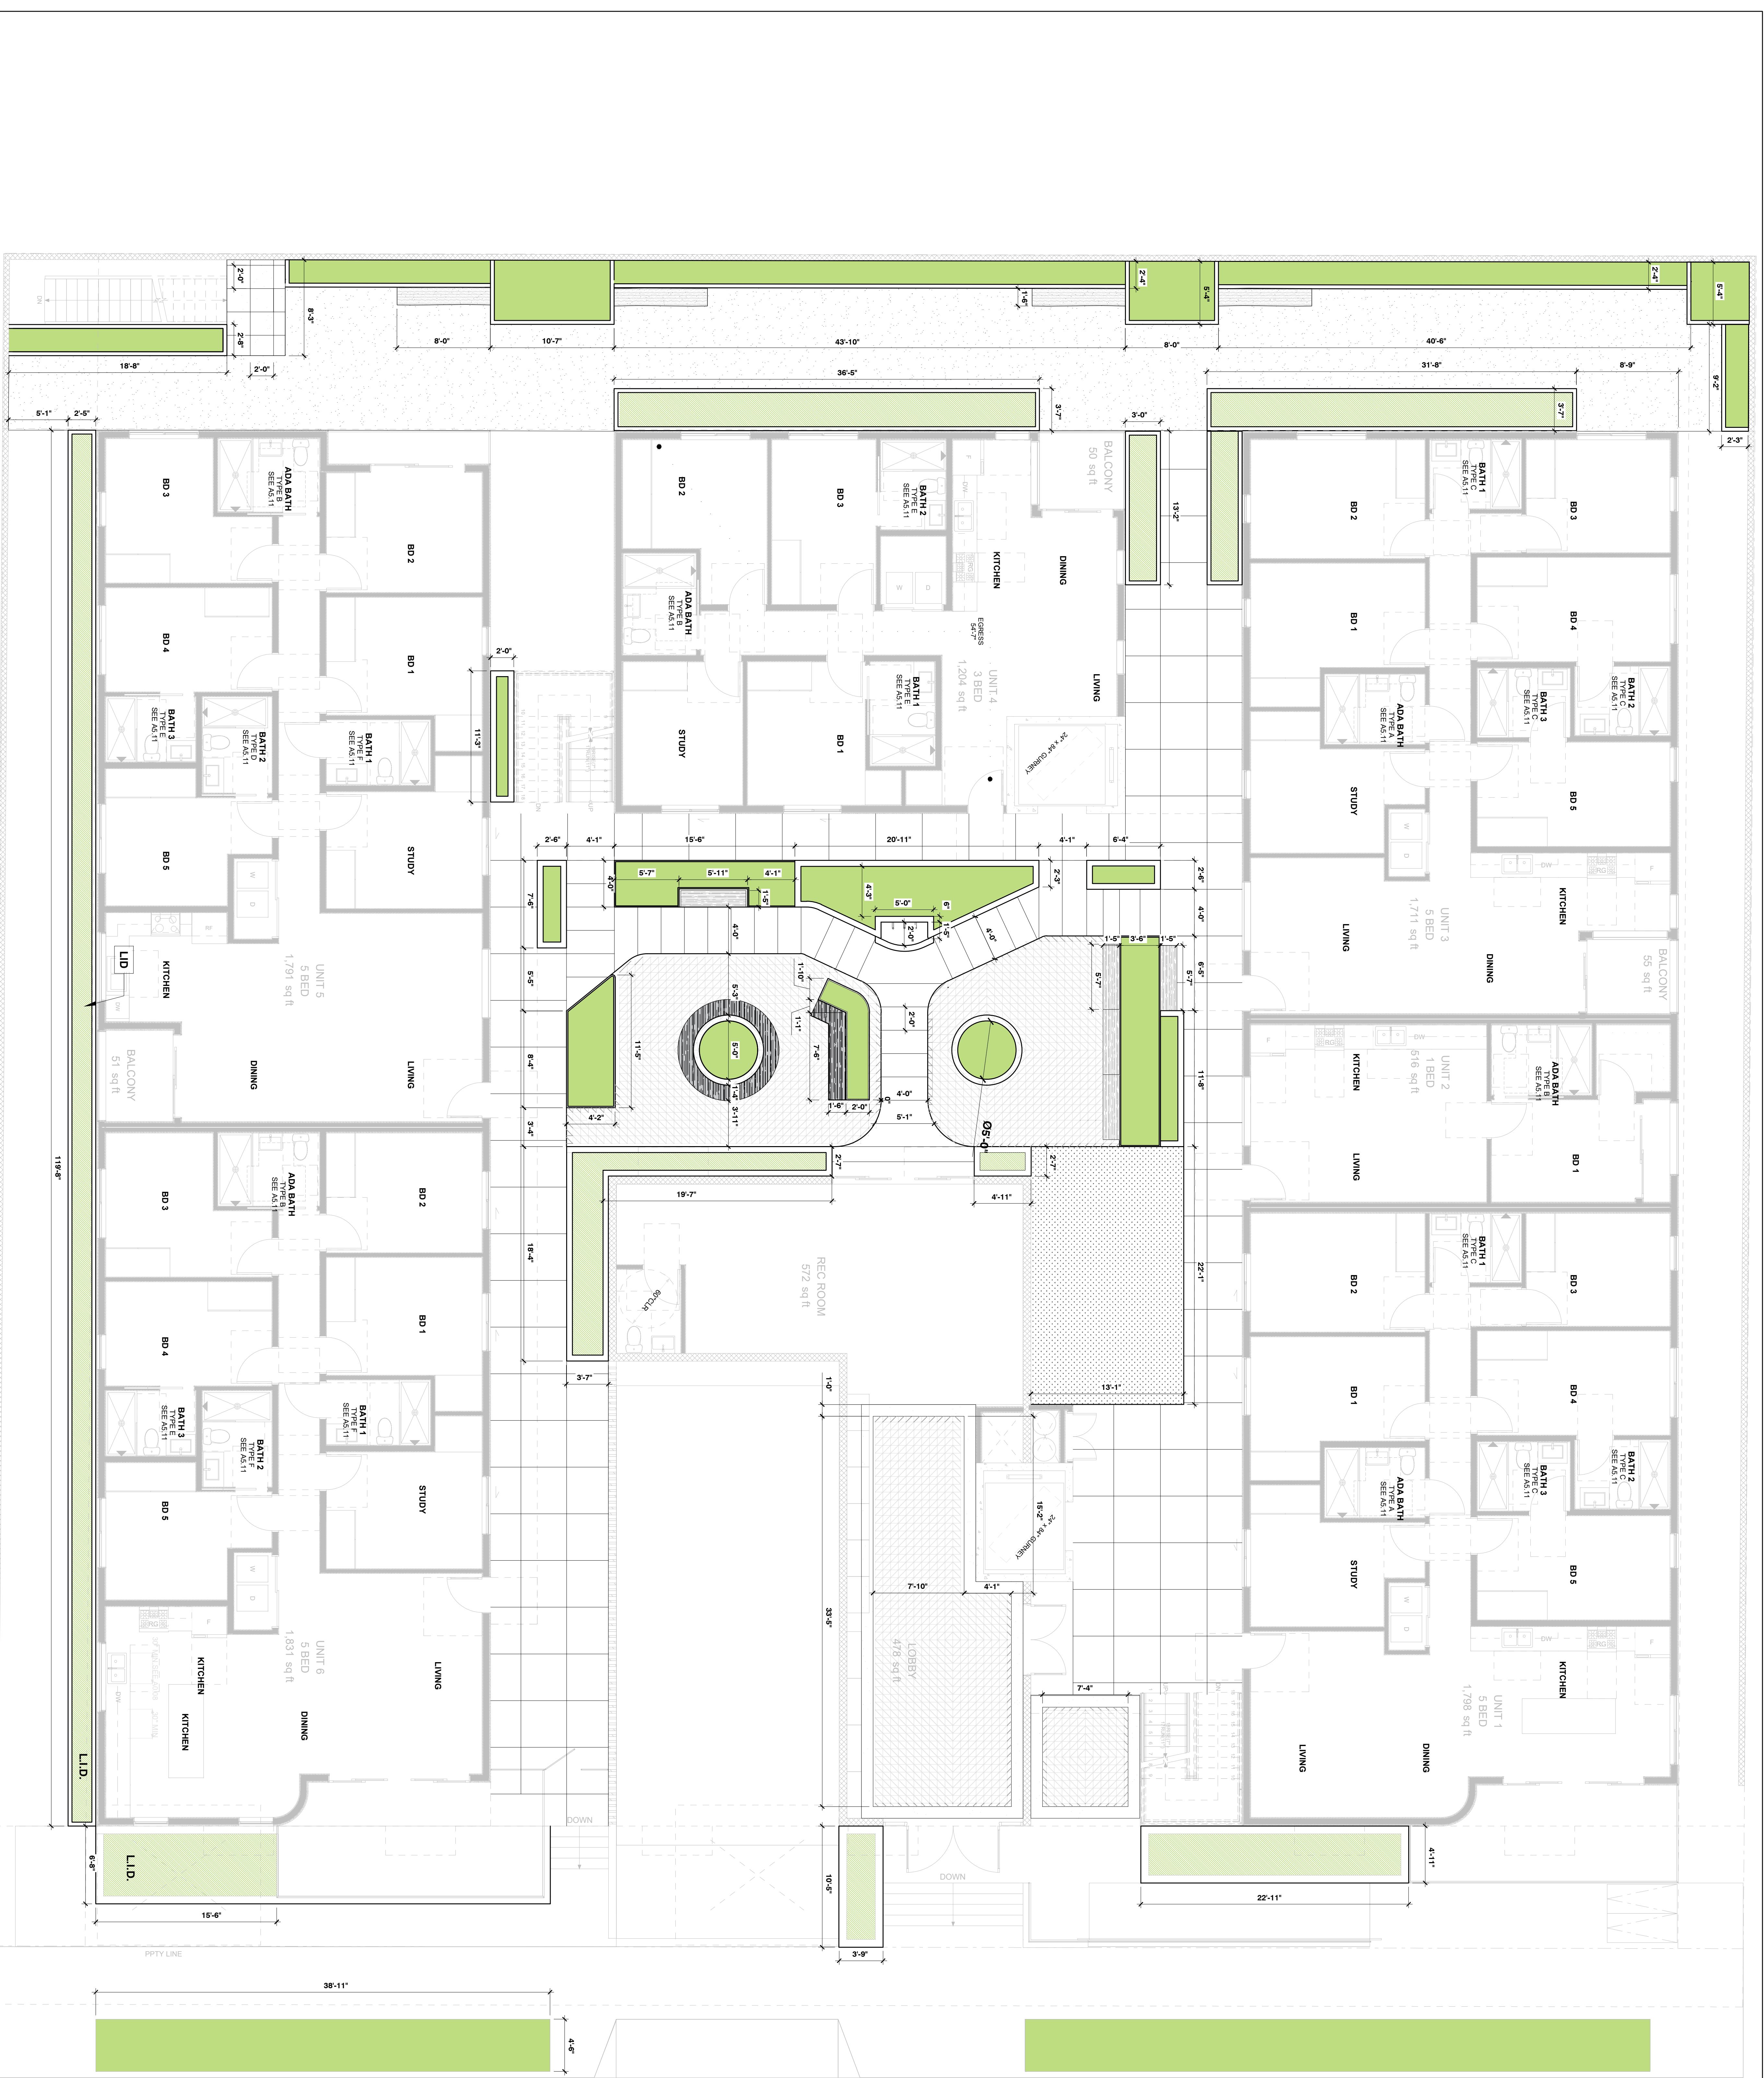 2'-0"
8'-3"
DN
2'-8"
18'-8"
2'-0"
5'-1"
2'-5"
8'-0"
10'-7"
1'-6"
43'-10"
2'-4"
5'-4"
8'-0"
2'-4"
5'-4"
40'-6"
36'-5"
3'-7"
3'-0"
13'-2"
31'-8"
3'-7"
8'-9"
9'-2"
2'-3"
BD 3
ADA BATH
TYPE B
SEE A5.11
BD 2
BD 4
BD 1
BATH 3
TYPE E
SEE A5.11
BATH 2
TYPE D
SEE A5.11
BATH 1
TYPE F
SEE A5.11
BD 5
W
D
STUDY
UNIT 5
5 BED
1,791 sq ft
LID
KITCHEN
DW
DINING
LIVING
BALCONY
51 sq ft
2'-0"
11'-3"
DN
BD 2
BD 3
BATH 2
TYPE E
SEE A5.11
ADA BATH
TYPE B
SEE A5.11
W
D
F
DW
RG
KITCHEN
DINING
BALCONY
50 sq ft
EGRESS
54'-7"
UNIT 4
3 BED
1,204 sq ft
LIVING
BATH 1
TYPE E
SEE A5.11
STUDY
BD 1
24" x 84" GURNEY
BD 2
BATH 1
TYPE C
SEE A5.11
BD 3
BD 1
BD 4
ADA BATH
TYPE A
SEE A5.11
BATH 3
TYPE C
SEE A5.11
BATH 2
TYPE C
SEE A5.11
STUDY
W
D
BD 5
UNIT 3
5 BED
1,711 sq ft
DW
RG
F
KITCHEN
LIVING
DINING
BALCONY
55 sq ft
2'-6"
4'-1"
15'-6"
20'-11"
4'-1"
6'-4"
7'-6"
4'-0"
5'-7"
5'-11"
4'-1"
1'-5"
4'-3"
5'-0"
6"
1'-5"
2'-0"
2'-3"
2'-6"
4'-0"
4'-0"
4'-0"
1'-5"
3'-6"
1'-5"
5'-7"
5'-7"
6'-5"
5'-5"
8'-4"
3'-4"
11'-5"
4'-2"
5'-3"
5'-0"
1'-4"
3'-11"
1'-10"
1'-1"
7'-6"
1'-6"
2'-0"
2'-0"
4'-0"
5'-1"
Ø5'-0"
11'-8"
2'-7"
2'-7"
19'-7"
4'-11"
18'-4"
3'-7"
22'-1"
13'-1"
REC ROOM
572 sq ft
60"CLR.
UNIT 2
1 BED
516 sq ft
F
RG
DW
KITCHEN
LIVING
ADA BATH
TYPE B
SEE A5.11
BD 1
119'-8"
BD 3
ADA BATH
TYPE B
SEE A5.11
BD 2
BD 4
BD 1
BATH 3
TYPE E
SEE A5.11
BATH 2
TYPE F
SEE A5.11
BATH 1
TYPE F
SEE A5.11
BD 5
STUDY
W
D
UNIT 6
5 BED
1,831 sq ft
F
RG
DW
KITCHEN
KITCHEN
DINING
LIVING
L.I.D.
L.I.D.
6'-8"
15'-6"
1'-0"
33'-5"
15'-2"
24" x 84" GURNEY
7'-10"
4'-1"
LOBBY
478 sq ft
7'-4"
DN
BD 2
BATH 1
TYPE C
SEE A5.11
BD 3
BD 1
BD 4
ADA BATH
TYPE A
SEE A5.11
BATH 3
TYPE C
SEE A5.11
BATH 2
TYPE C
SEE A5.11
STUDY
W
D
BD 5
DW
RG
F
KITCHEN
UNIT 1
5 BED
1,798 sq ft
LIVING
DINING
DOWN
DOWN
10'-5"
3'-9"
22'-11"
4'-11"
PPTY LINE
38'-11"
4'-6"